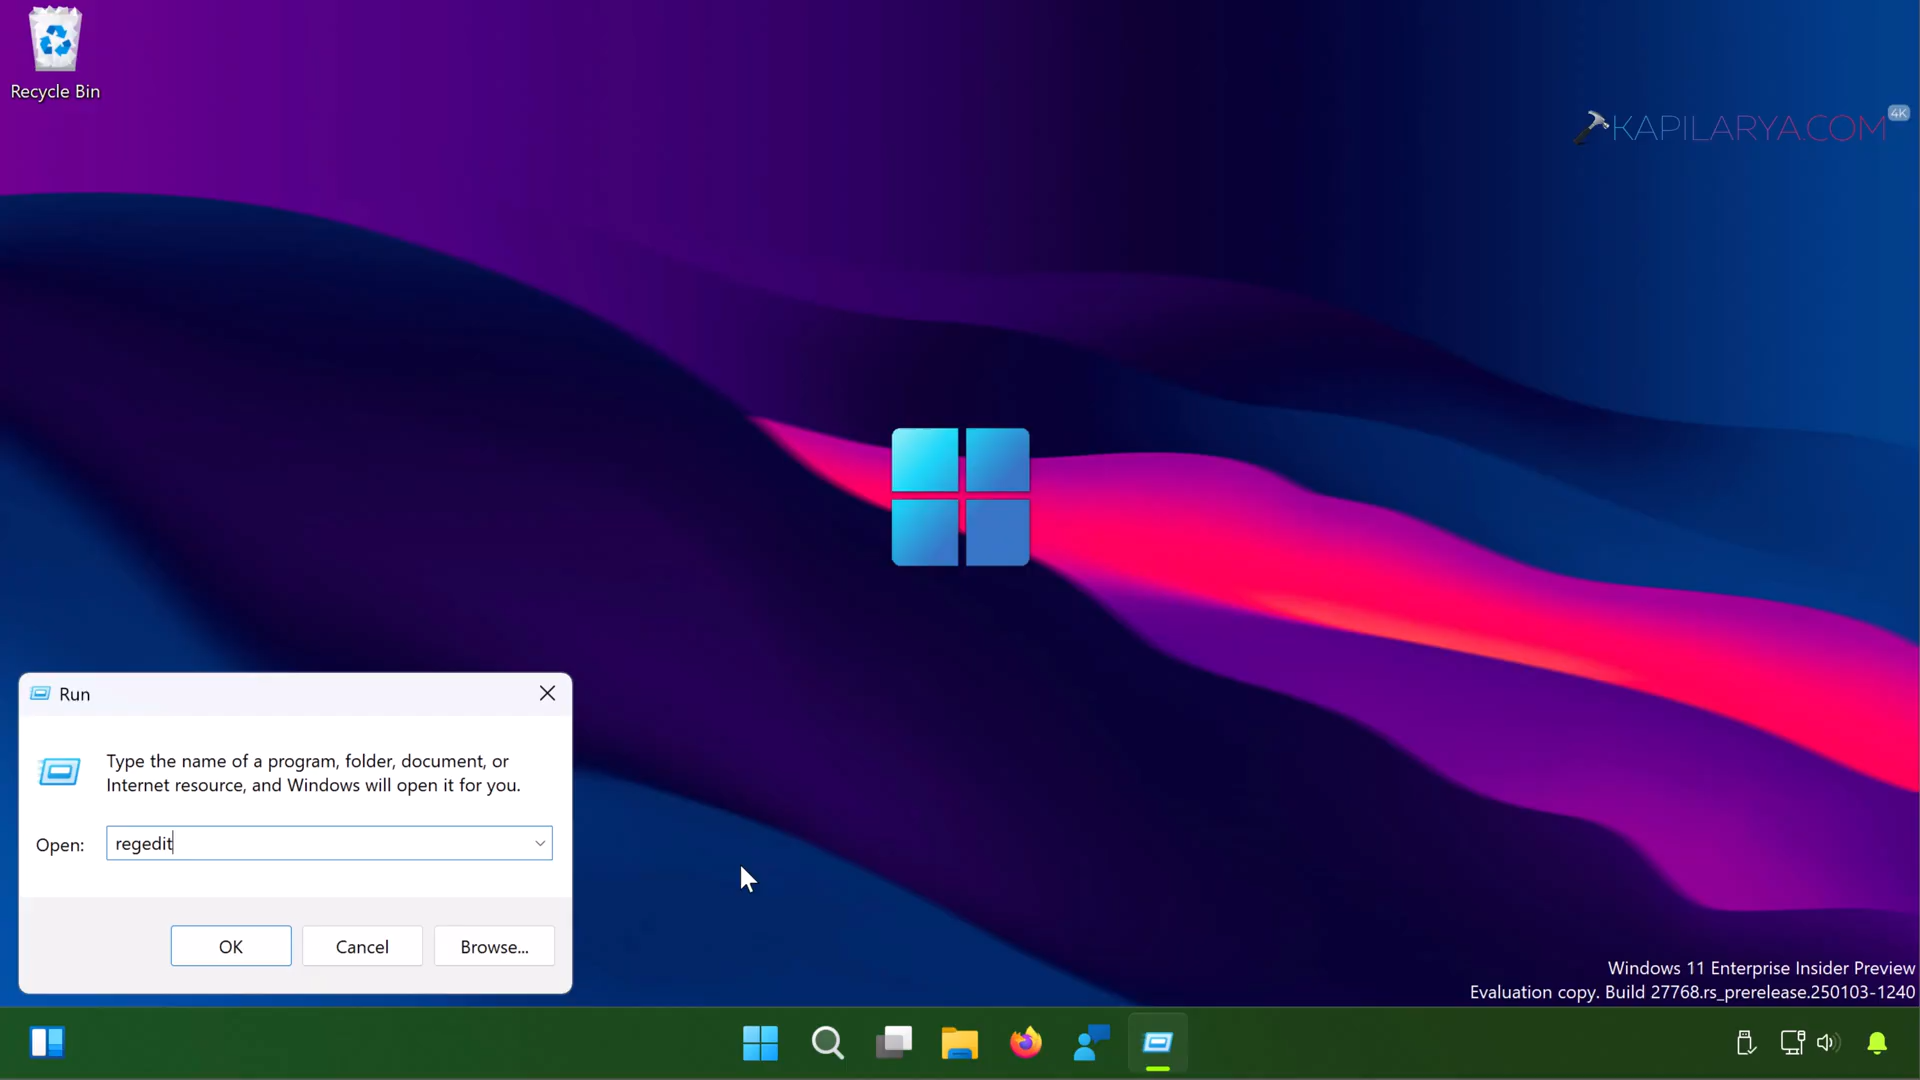 Recycle Bin
KAPILARYA.COM
4K
Run
Type the name of a program, folder, document, or
Internet resource, and Windows will open it for you.
Open: regedit
OK Cancel Browse...
Windows 11 Enterprise Insider Preview
Evaluation copy. Build 27768.rs_prerelease.250103-1240